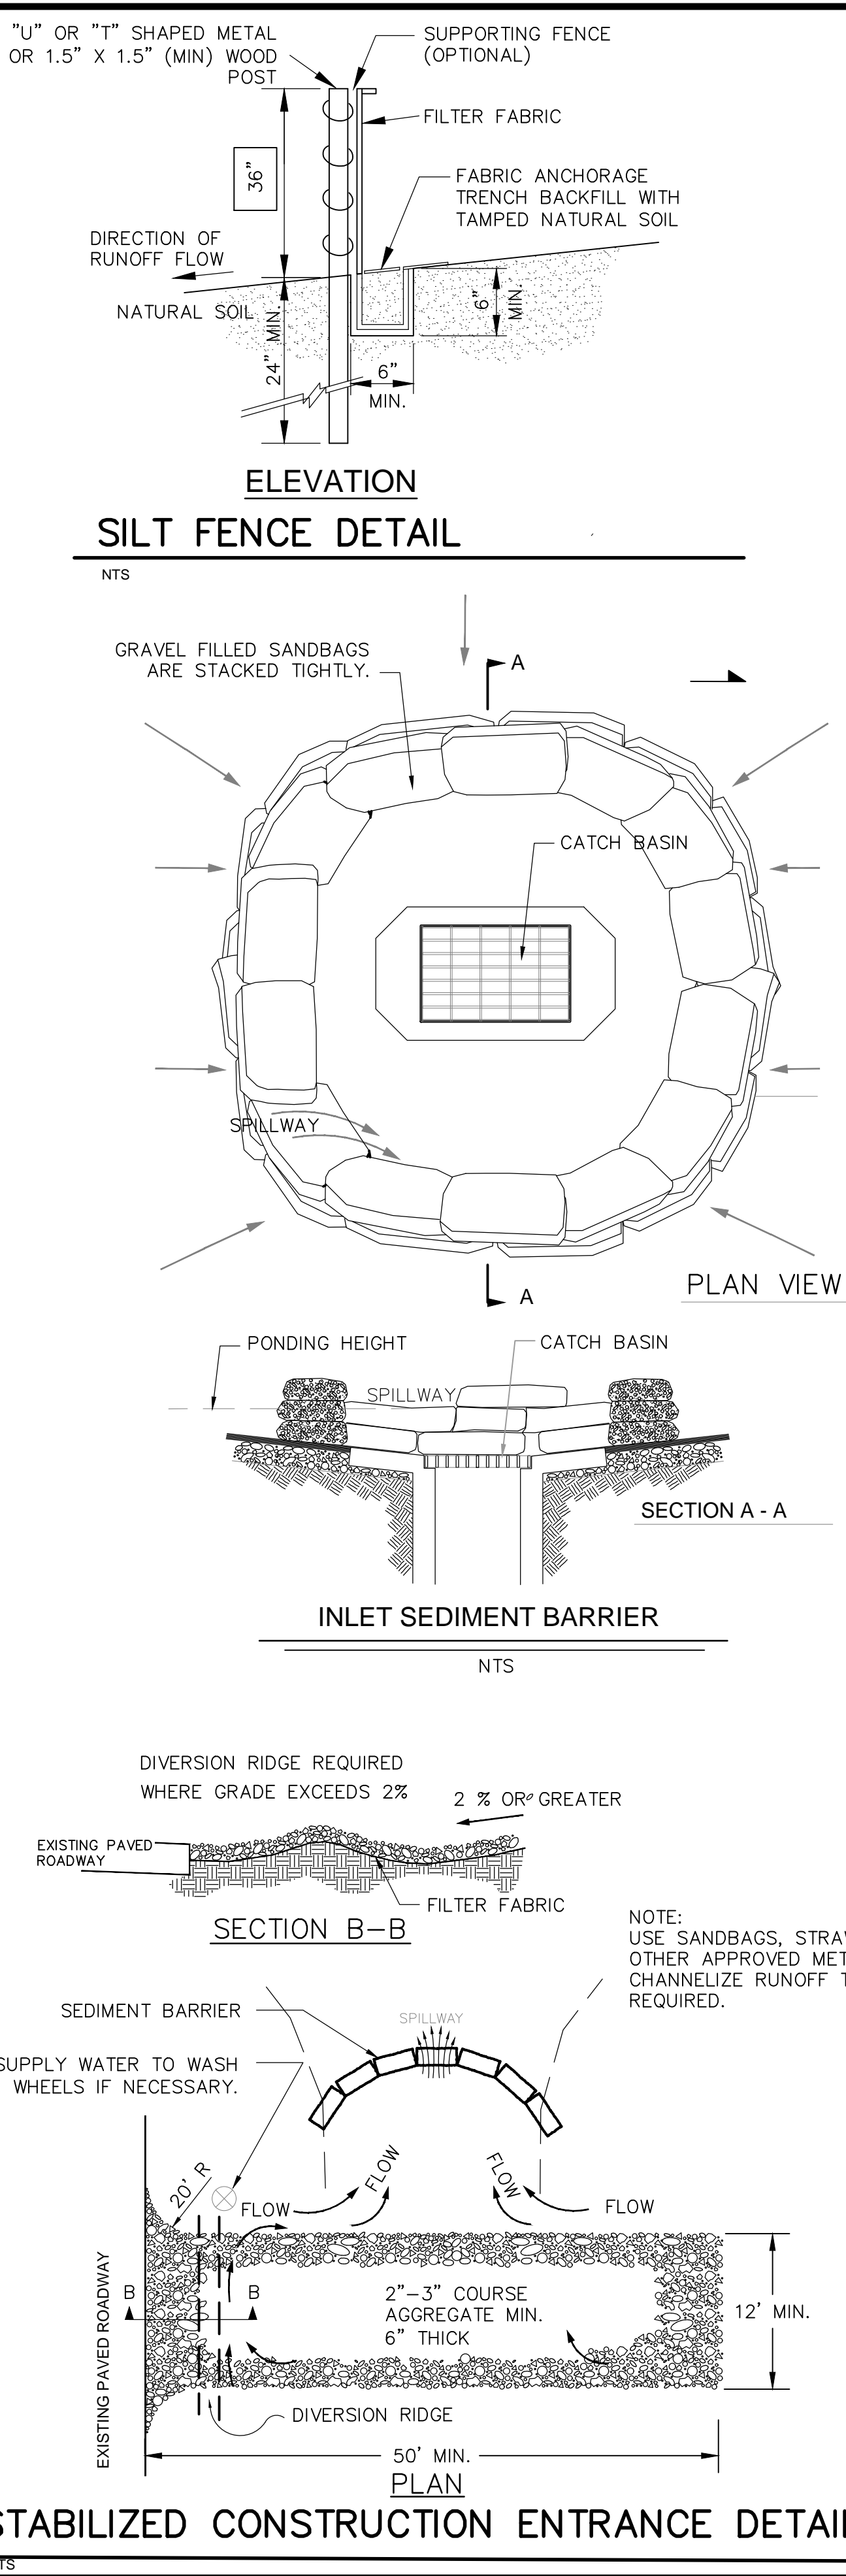 "U" OR "T" SHAPED METAL
OR 1.5" X 1.5" (MIN) WOOD
POST
SUPPORTING FENCE
(OPTIONAL)
FILTER FABRIC
36"
FABRIC ANCHORAGE
TRENCH BACKFILL WITH
TAMPED NATURAL SOIL
DIRECTION OF
RUNOFF FLOW
NATURAL SOIL
24" MIN.
6"
MIN.
6"
MIN.
ELEVATION
SILT FENCE DETAIL
NTS
GRAVEL FILLED SANDBAGS
ARE STACKED TIGHTLY.
A
CATCH BASIN
SPILLWAY
A
PLAN VIEW
PONDING HEIGHT
CATCH BASIN
SPILLWAY
SECTION A - A
INLET SEDIMENT BARRIER
NTS
DIVERSION RIDGE REQUIRED
WHERE GRADE EXCEEDS 2%
2 % OR GREATER
EXISTING PAVED
ROADWAY
FILTER FABRIC
SECTION B-B
NOTE:
USE SANDBAGS,
OTHER APPROVED
CHANNELIZE RUNOFF
REQUIRED.
SEDIMENT BARRIER
SPILLWAY
SUPPLY WATER TO WASH
WHEELS IF NECESSARY.
20' R
FLOW
FLOW
FLOW
FLOW
EXISTING PAVED ROADWAY
B
B
2"-3" COURSE
AGGREGATE MIN.
6" THICK
12' MIN.
DIVERSION RIDGE
50' MIN.
PLAN
STABILIZED CONSTRUCTION ENTRANCE DETAIL
NTS